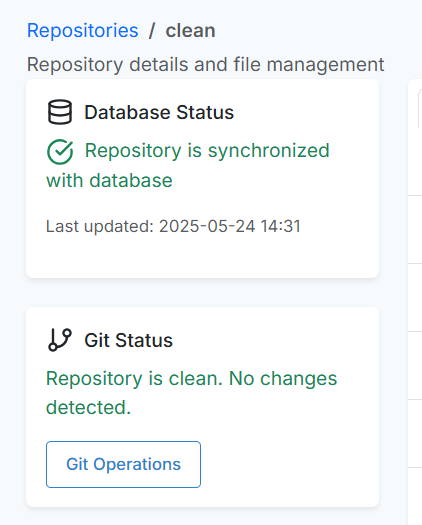 Repositories / clean
Repository details and file management
Database Status
Repository is synchronized
with database
Last updated: 2025-05-24 14:31
Git Status
Repository is clean. No changes
detected.
Git Operations